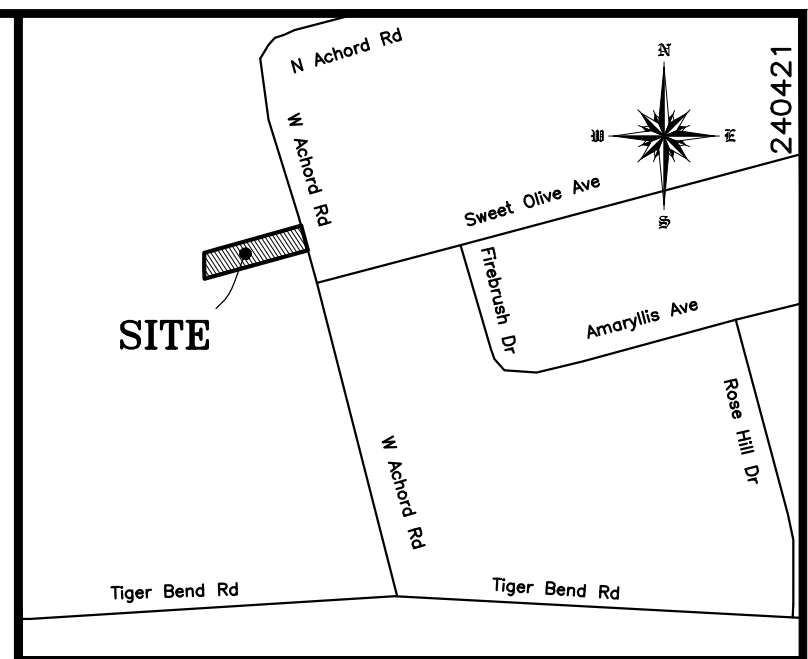 N Achord Rd
N
240421
W
E
S
W Achord Rd
Sweet Olive Ave
Firebrush Dr
SITE
Amaryllis Ave
Rose Hill Dr
W Achord Rd
Tiger Bend Rd
Tiger Bend Rd